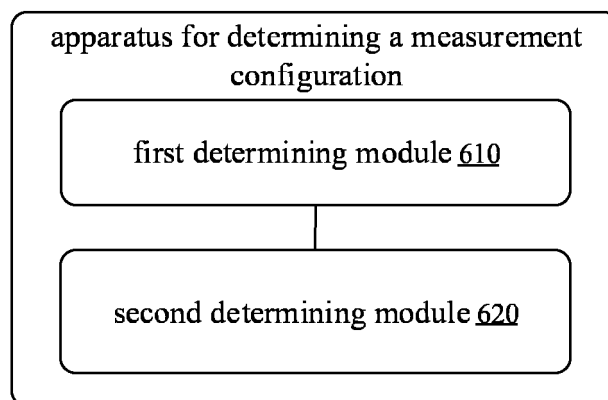 apparatus for determining a measurement
configuration
first determining module 610
second determining module 620